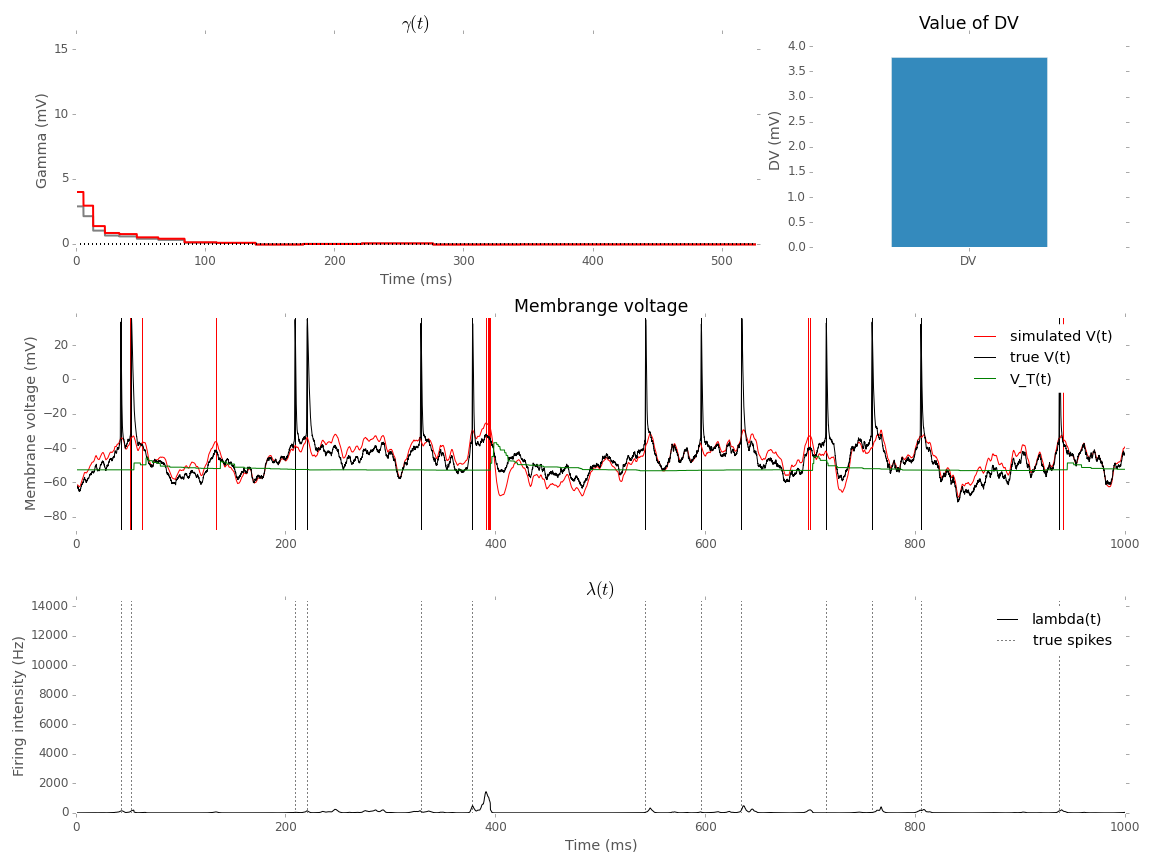 γ(t)
Gamma (mV)
15
10
5
0
0 100 200 300 400 500
Time (ms)
Value of DV
DV (mV)
4.0
3.5
3.0
2.5
2.0
1.5
1.0
0.5
0.0
DV
Membrange voltage
Membrane voltage (mV)
20
0
−20
−40
−60
−80
simulated V(t)
true V(t)
V_T(t)
0 200 400 600 800 1000
λ(t)
Firing intensity (Hz)
14000
12000
10000
8000
6000
4000
2000
0
lambda(t)
true spikes
0 200 400 600 800 1000
Time (ms)